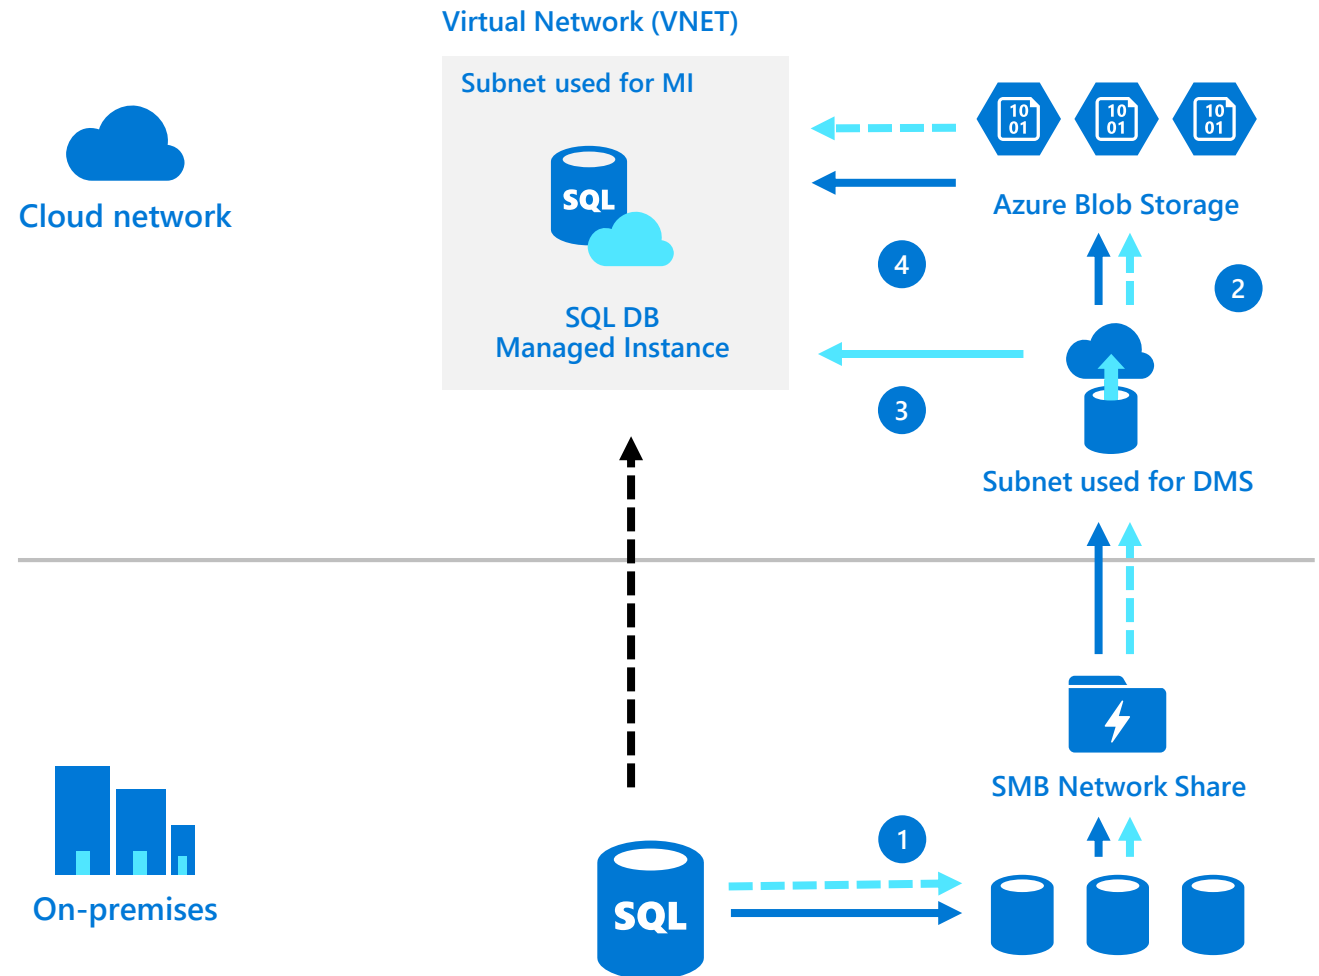 Virtual Network (VNET)
Subnet used for MI
10
01
10
01
10
01
SQL
Cloud network
Azure Blob Storage
4
2
SQL DB
Managed Instance
3
Subnet used for DMS
SMB Network Share
1
On-premises
SQL